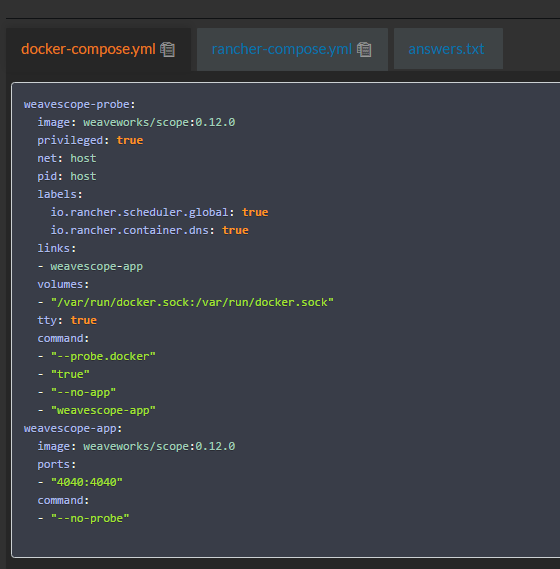 docker-compose.yml rancher-compose.yml answers.txt
weavescope-probe:
  image: weaveworks/scope:0.12.0
  privileged: true
  net: host
  pid: host
  labels:
    io.rancher.scheduler.global: true
    io.rancher.container.dns: true
  links:
  - weavescope-app
  volumes:
  - "/var/run/docker.sock:/var/run/docker.sock"
  tty: true
  command:
  - "--probe.docker"
  - "true"
  - "--no-app"
  - "weavescope-app"
weavescope-app:
  image: weaveworks/scope:0.12.0
  ports:
  - "4040:4040"
  command:
  - "--no-probe"